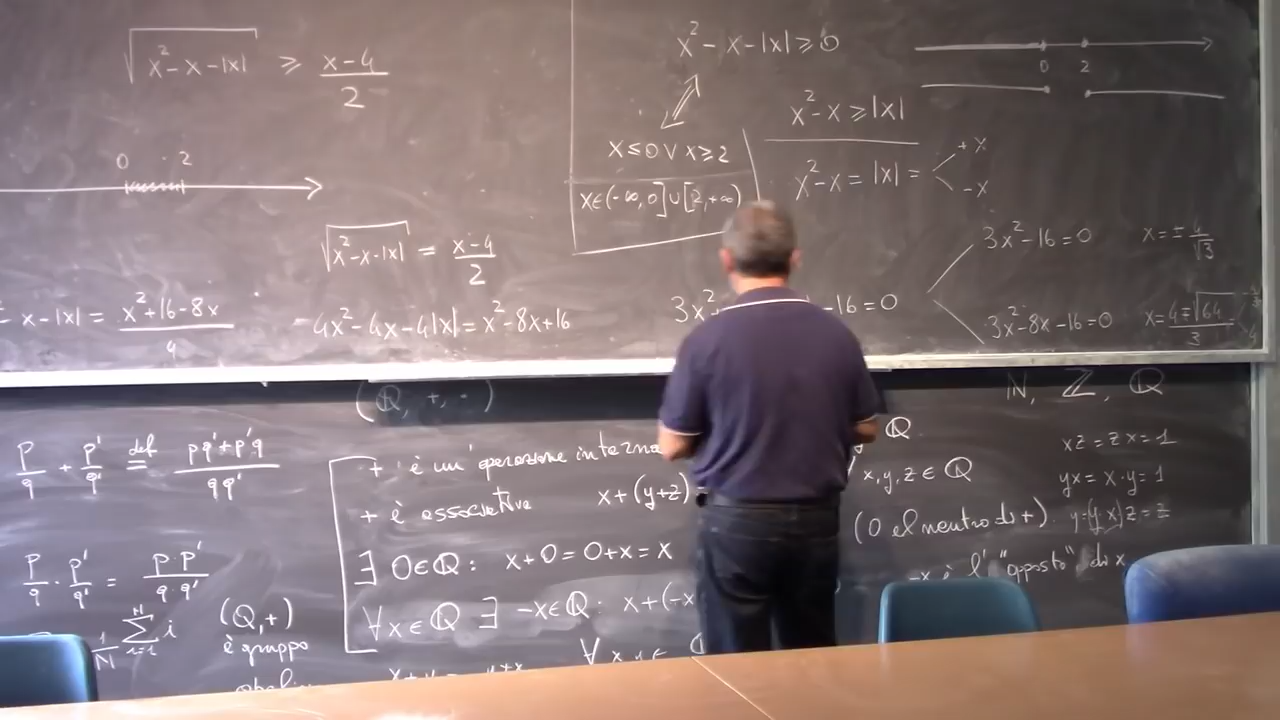 √(x²-x-|x|) ≥ (x-4)/2
0 2
√(x²-x-|x|) = (x-4)/2
- x-|x| = (x²+16-8x)/4
4x²-4x-4|x| = x²-8x+16
x²-x-|x| ≥ 0
x ≤ 0 ∨ x ≥ 2
x∈(-∞,0]∪[2,+∞)
0 2
x²-x ≥ |x|
x²-x = |x| =
+x
-x
3x² -16=0
3x²-16=0 x=±4/√3
3x²-8x-16=0 x=(4±√64)/3
(Q, +, ·)
p/q + p'/q' def= (pq'+p'q)/(qq')
p/q · p'/q' = (p·p')/(q·q')
1/N
(Q,+)
è gruppo
+ è un'operazione interna Q
+ è associativa x+(y+z) x,y,z ∈ Q
∃ 0∈Q: x+0=0+x=x (0 el neutro di +)
∀x∈Q ∃ -x∈Q: x+(-x -x è l'"opposto" di x
N, Z, Q
xz=zx=1
yx=x·y=1
y=(y·x)z=z